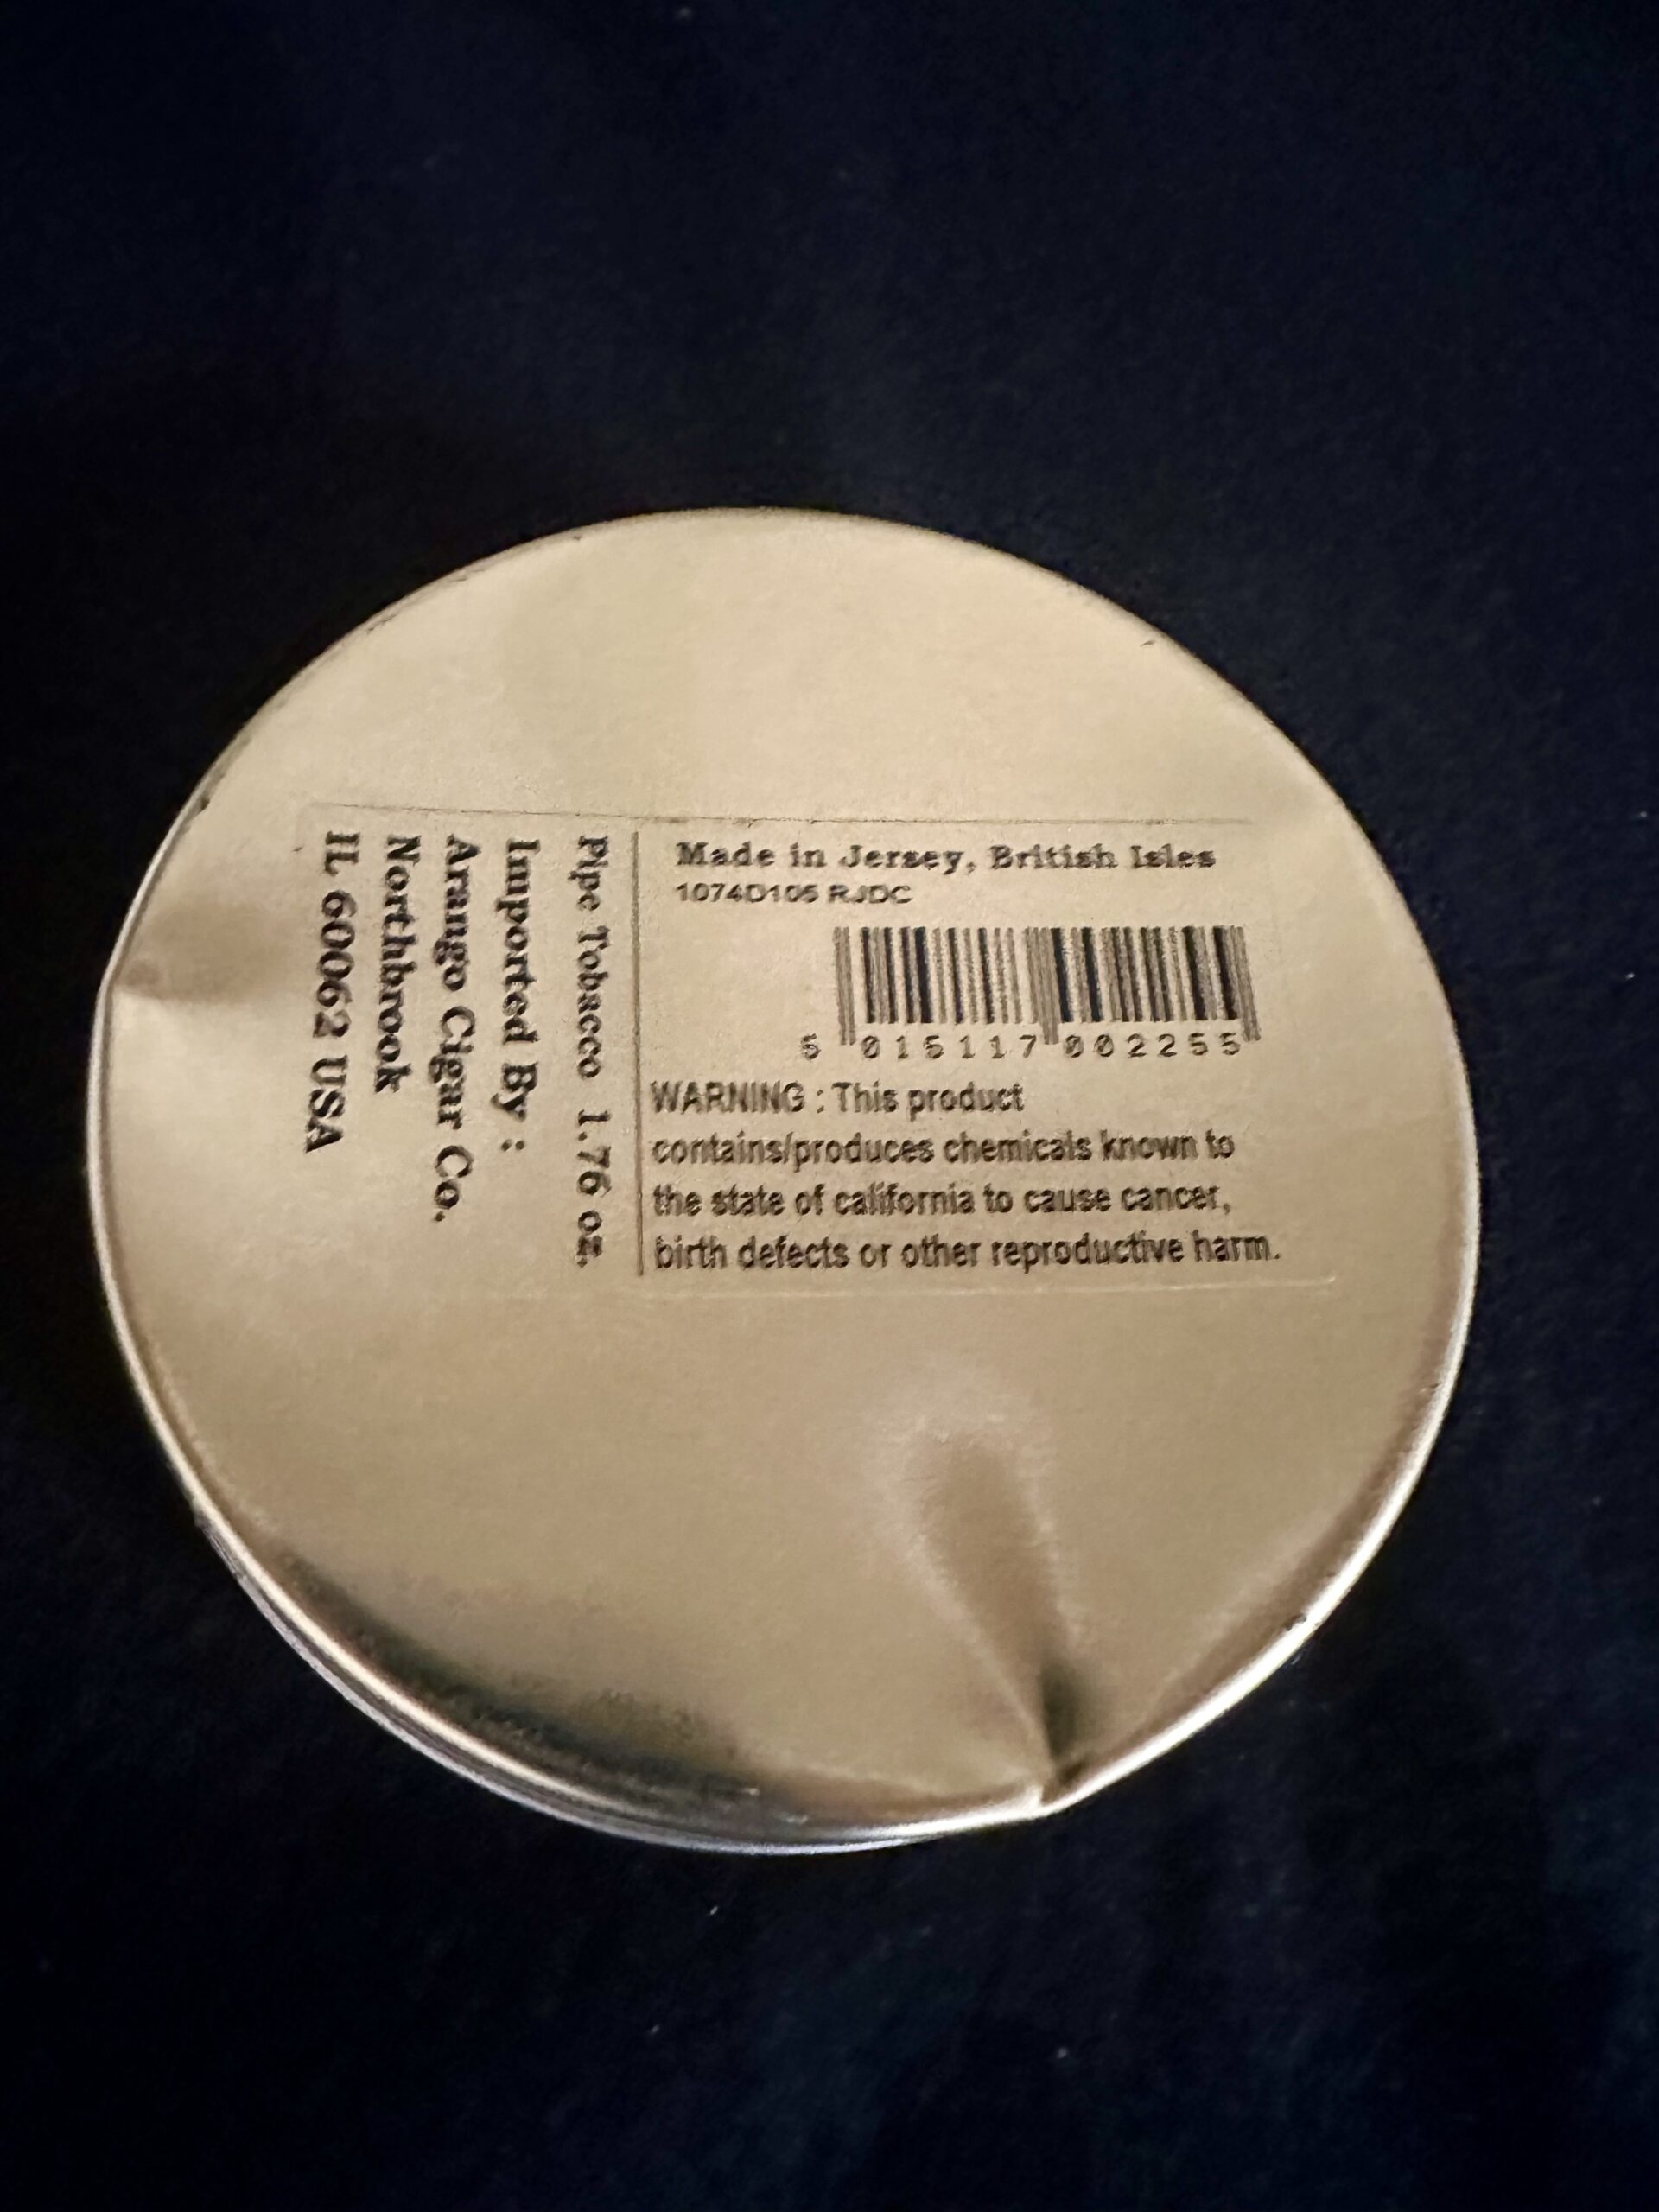 Made in Jersey, British Isles
1074D105 RJDC
5 015117 002255
WARNING : This product
contains/produces chemicals known to
the state of california to cause cancer,
birth defects or other reproductive harm.
Pipe Tobacco 1.76 oz.
Imported By :
Arango Cigar Co.
Northbrook
IL 60062 USA